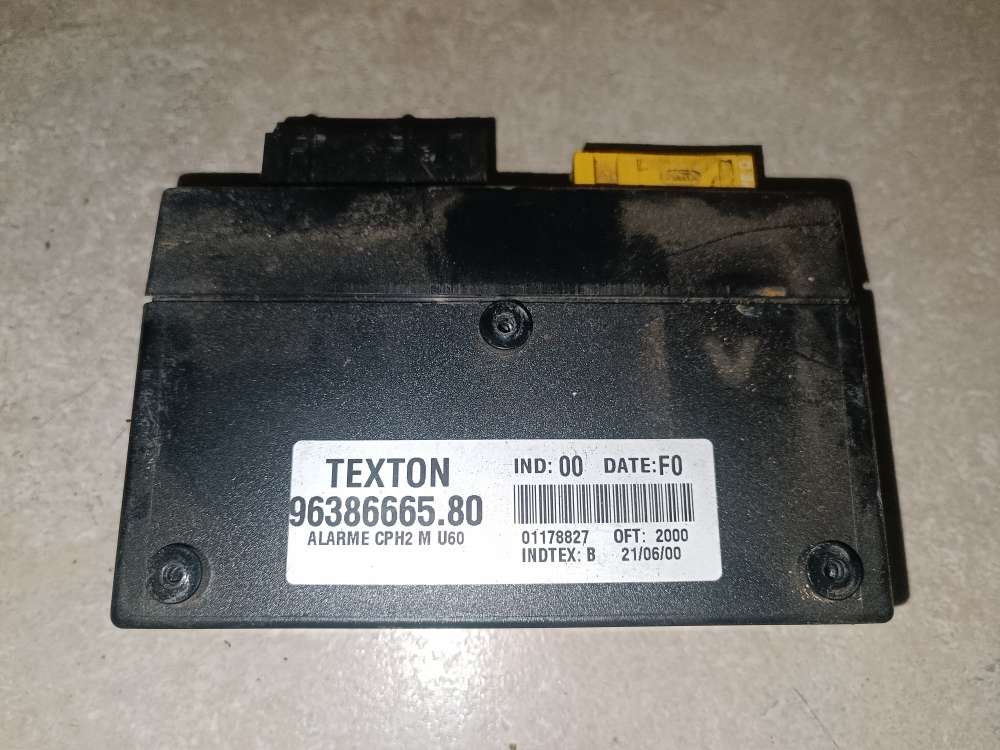 TEXTON
96386665.80
ALARME CPH2 M U60
IND: 00 DATE:F0
01178827 OFT: 2000
INDTEX: B 21/06/00